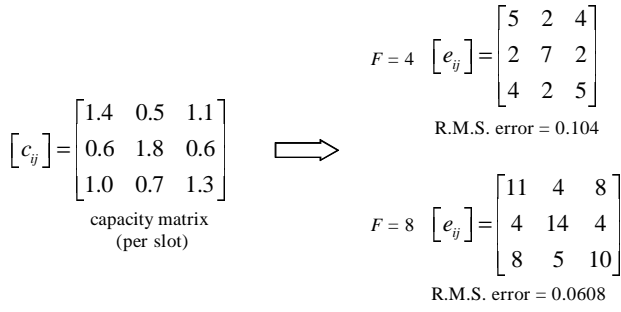 [c_ij] = [1.4 0.5 1.1
0.6 1.8 0.6
1.0 0.7 1.3]
capacity matrix
(per slot)
F = 4 [e_ij] = [5 2 4
2 7 2
4 2 5]
R.M.S. error = 0.104
F = 8 [e_ij] = [11 4 8
4 14 4
8 5 10]
R.M.S. error = 0.0608